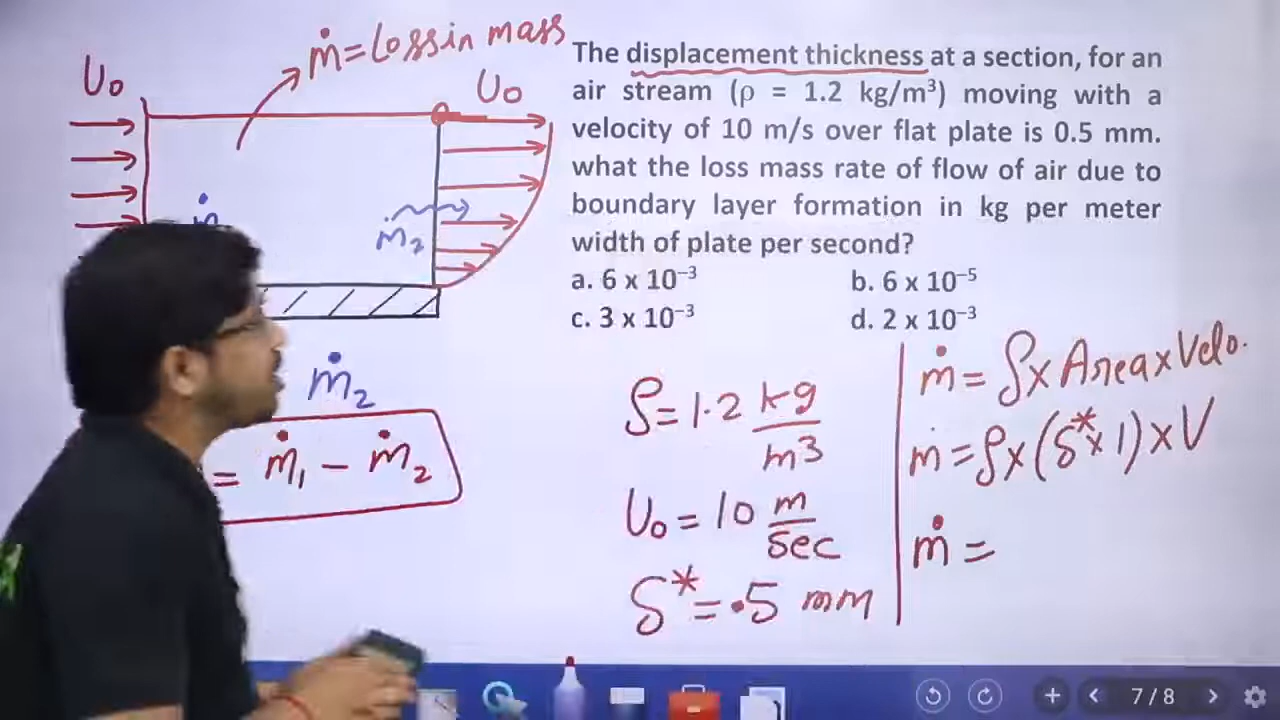 ṁ = Loss in mass
U₀
U₀
ṁ₂
ṁ₂
= ṁ₁ − ṁ₂
The displacement thickness at a section, for an
air stream (ρ = 1.2 kg/m³) moving with a
velocity of 10 m/s over flat plate is 0.5 mm.
what the loss mass rate of flow of air due to
boundary layer formation in kg per meter
width of plate per second?
a. 6 x 10⁻³ b. 6 x 10⁻⁵
c. 3 x 10⁻³ d. 2 x 10⁻³
ρ = 1.2 kg/m³
U₀ = 10 m/sec
δ* = .5 mm
ṁ = ρ x Area x Velo.
ṁ = ρ x (δ* x 1) x V
ṁ =
7 / 8